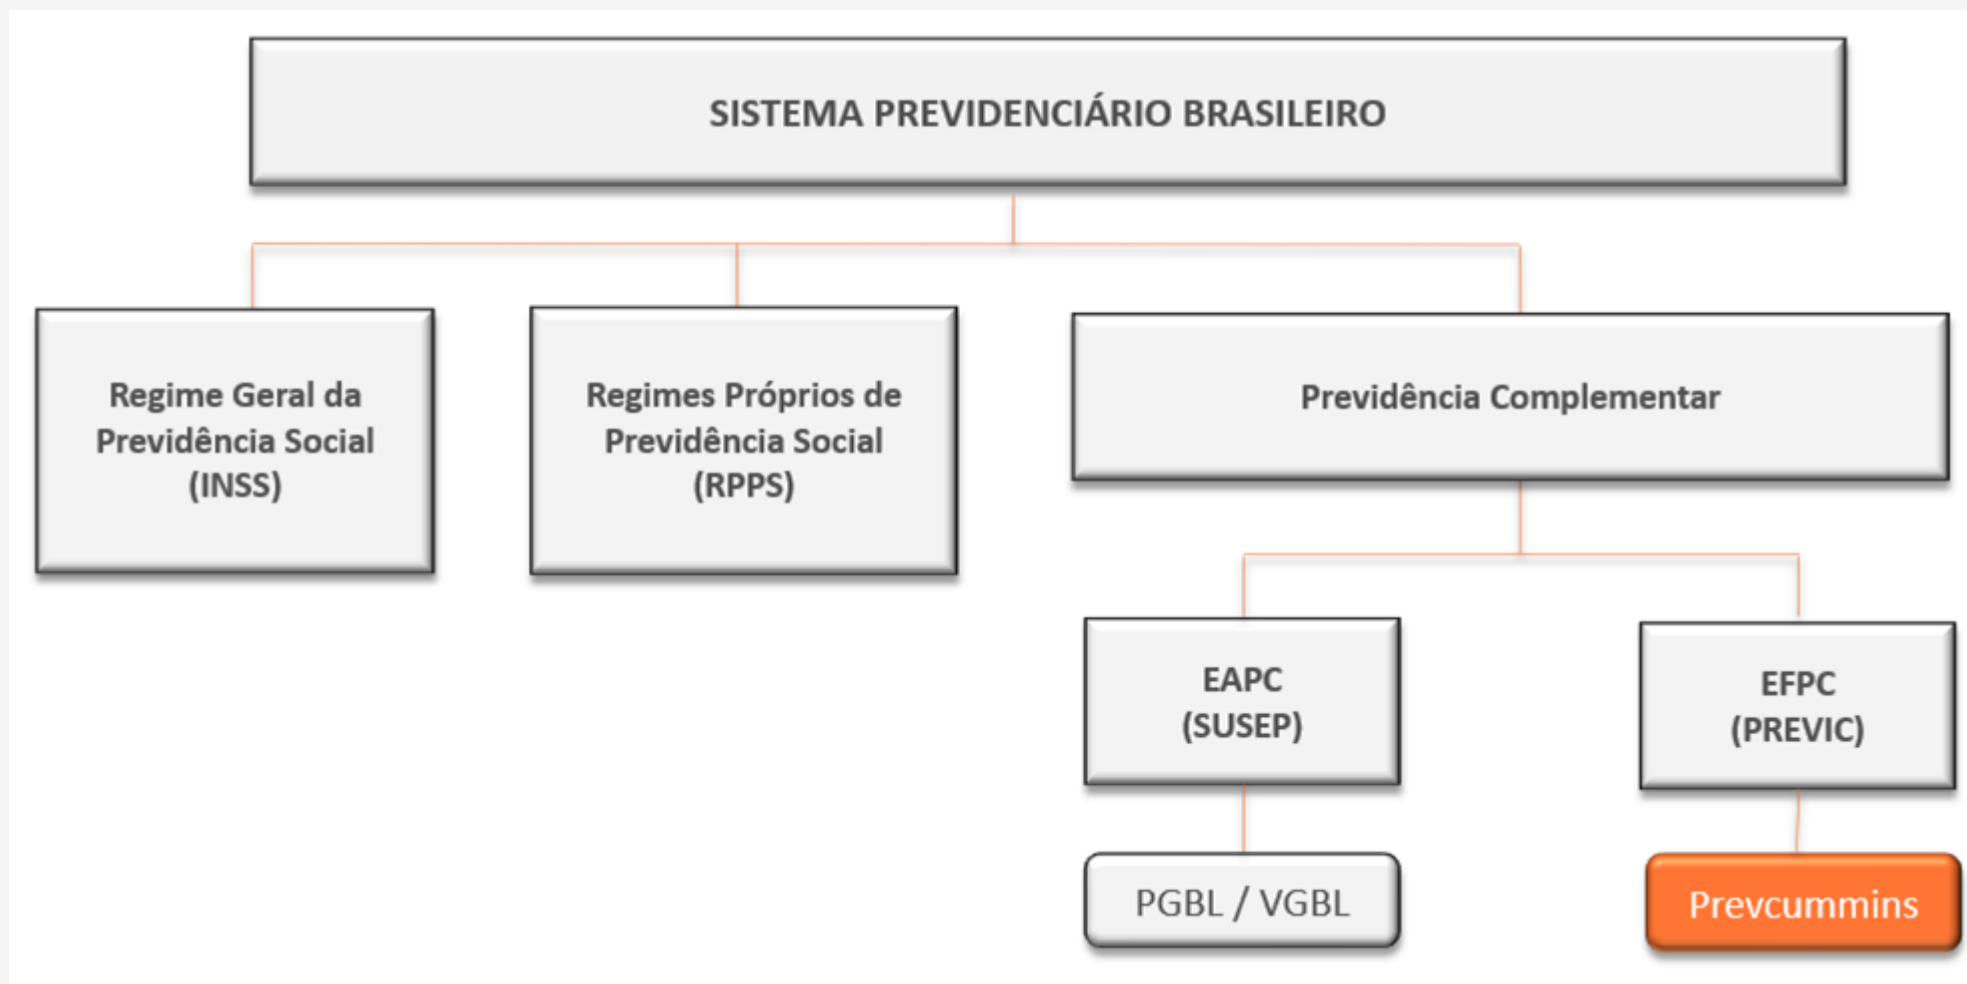 SISTEMA PREVIDENCIÁRIO BRASILEIRO
Regime Geral da
Previdência Social
(INSS)
Regimes Próprios de
Previdência Social
(RPPS)
Previdência Complementar
EAPC
(SUSEP)
EFPC
(PREVIC)
PGBL / VGBL
Prevcummins